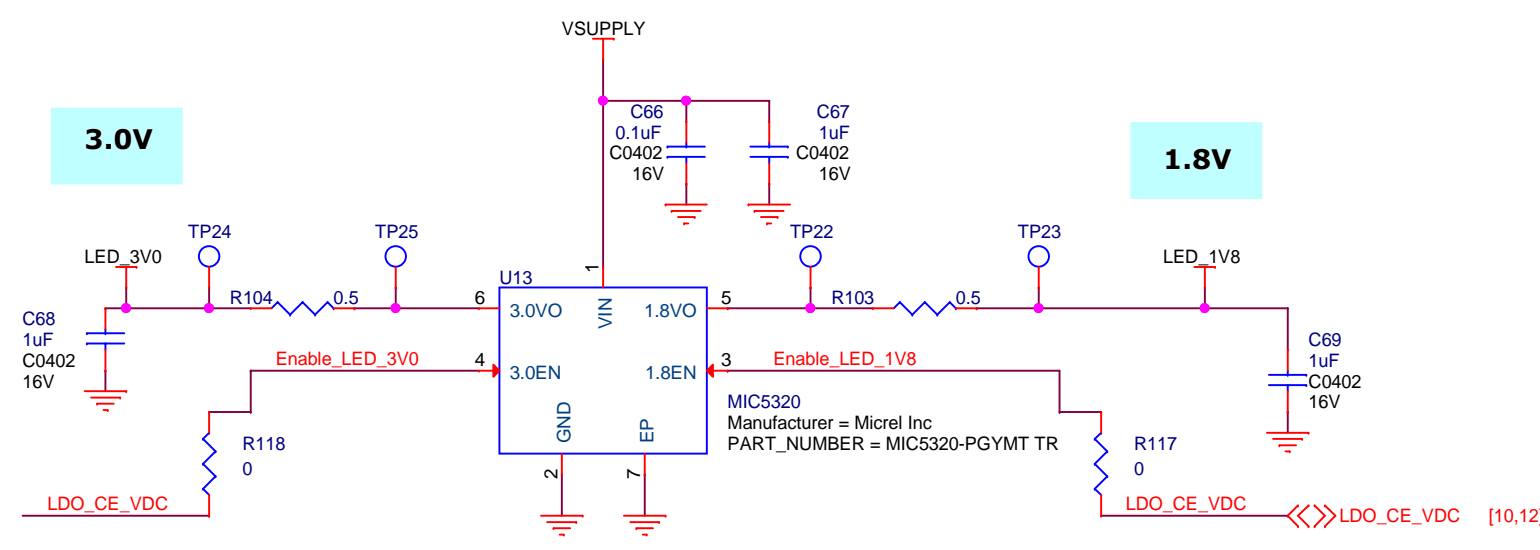 VSUPPLY
3.0V
C66
0.1uF
C0402
16V
C67
1uF
C0402
16V
1.8V
TP24
TP25
TP22
TP23
LED_3V0
LED_1V8
U13
1
R104
0.5
6
3.0VO
VIN
1.8VO
5
R103
0.5
C68
1uF
C0402
16V
Enable_LED_3V0
4
3.0EN
1.8EN
3
Enable_LED_1V8
C69
1uF
C0402
16V
MIC5320
Manufacturer = Micrel Inc
PART_NUMBER = MIC5320-PGYMT TR
GND
EP
2
7
R118
0
R117
0
LDO_CE_VDC
LDO_CE_VDC
LDO_CE_VDC
[10,12]